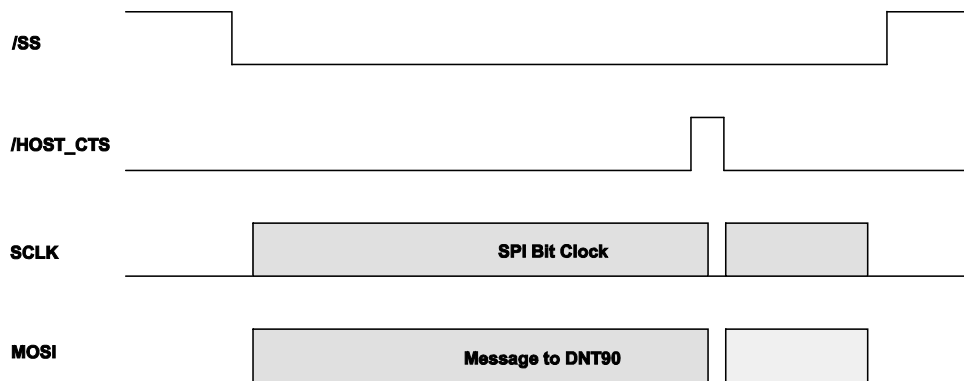 /SS
/HOST_CTS
SCLK
SPI Bit Clock
MOSI
Message to DNT90